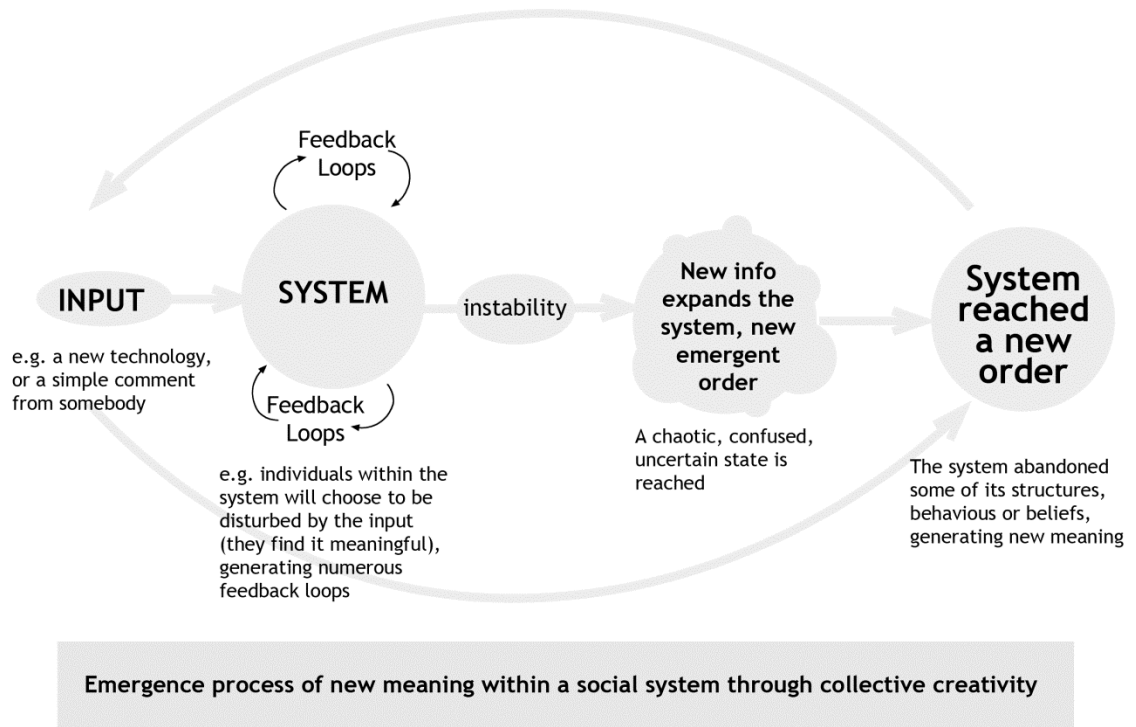 Feedback
Loops
INPUT
SYSTEM
instability
New info
expands the
system, new
emergent
order
System
reached
a new
order
e.g. a new technology,
or a simple comment
from somebody
Feedback
Loops
e.g. individuals within the
system will choose to be
disturbed by the input
(they find it meaningful),
generating numerous
feedback loops
A chaotic, confused,
uncertain state is
reached
The system abandoned
some of its structures,
behavious or beliefs,
generating new meaning
Emergence process of new meaning within a social system through collective creativity